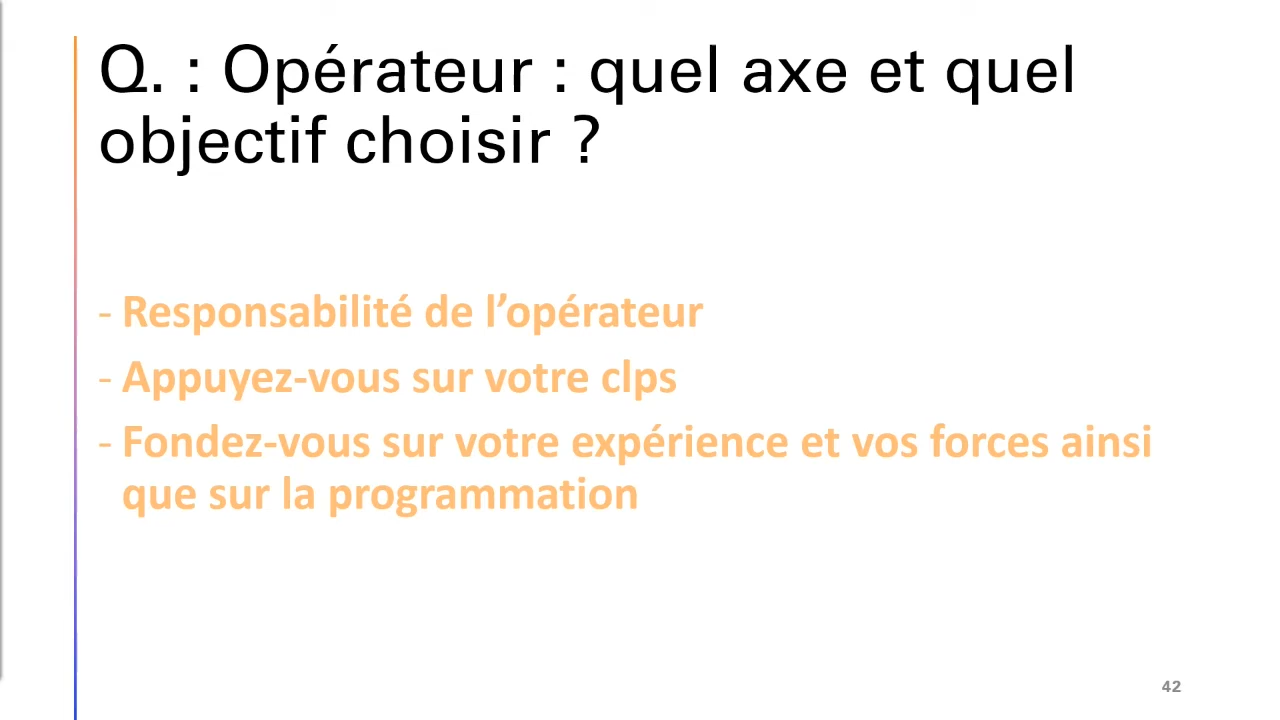 Q. : Opérateur : quel axe et quel
objectif choisir ?
- Responsabilité de l’opérateur
- Appuyez-vous sur votre clps
- Fondez-vous sur votre expérience et vos forces ainsi
que sur la programmation
42